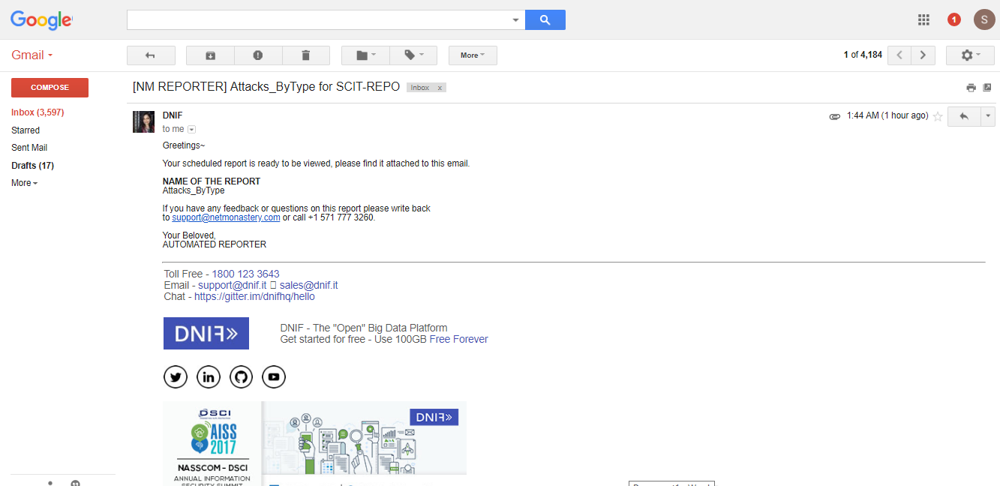 Google
1
S
Gmail
More
1 of 4,184
COMPOSE
[NM REPORTER] Attacks_ByType for SCIT-REPO
Inbox x
Inbox (3,597)
Starred
Sent Mail
Drafts (17)
More
DNIF
1:44 AM (1 hour ago)
to me
Greetings~
Your scheduled report is ready to be viewed, please find it attached to this email.
NAME OF THE REPORT
Attacks_ByType
If you have any feedback or questions on this report please write back
to support@netmonastery.com or call +1 571 777 3260.
Your Beloved,
AUTOMATED REPORTER
Toll Free - 1800 123 3643
Email - support@dnif.it sales@dnif.it
Chat - https://gitter.im/dnifhq/hello
DNIF
DNIF - The "Open" Big Data Platform
Get started for free - Use 100GB Free Forever
in
DSCI
AISS
2017
NASSCOM - DSCI
ANNUAL INFORMATION
SECURITY SUMMIT
DNIF